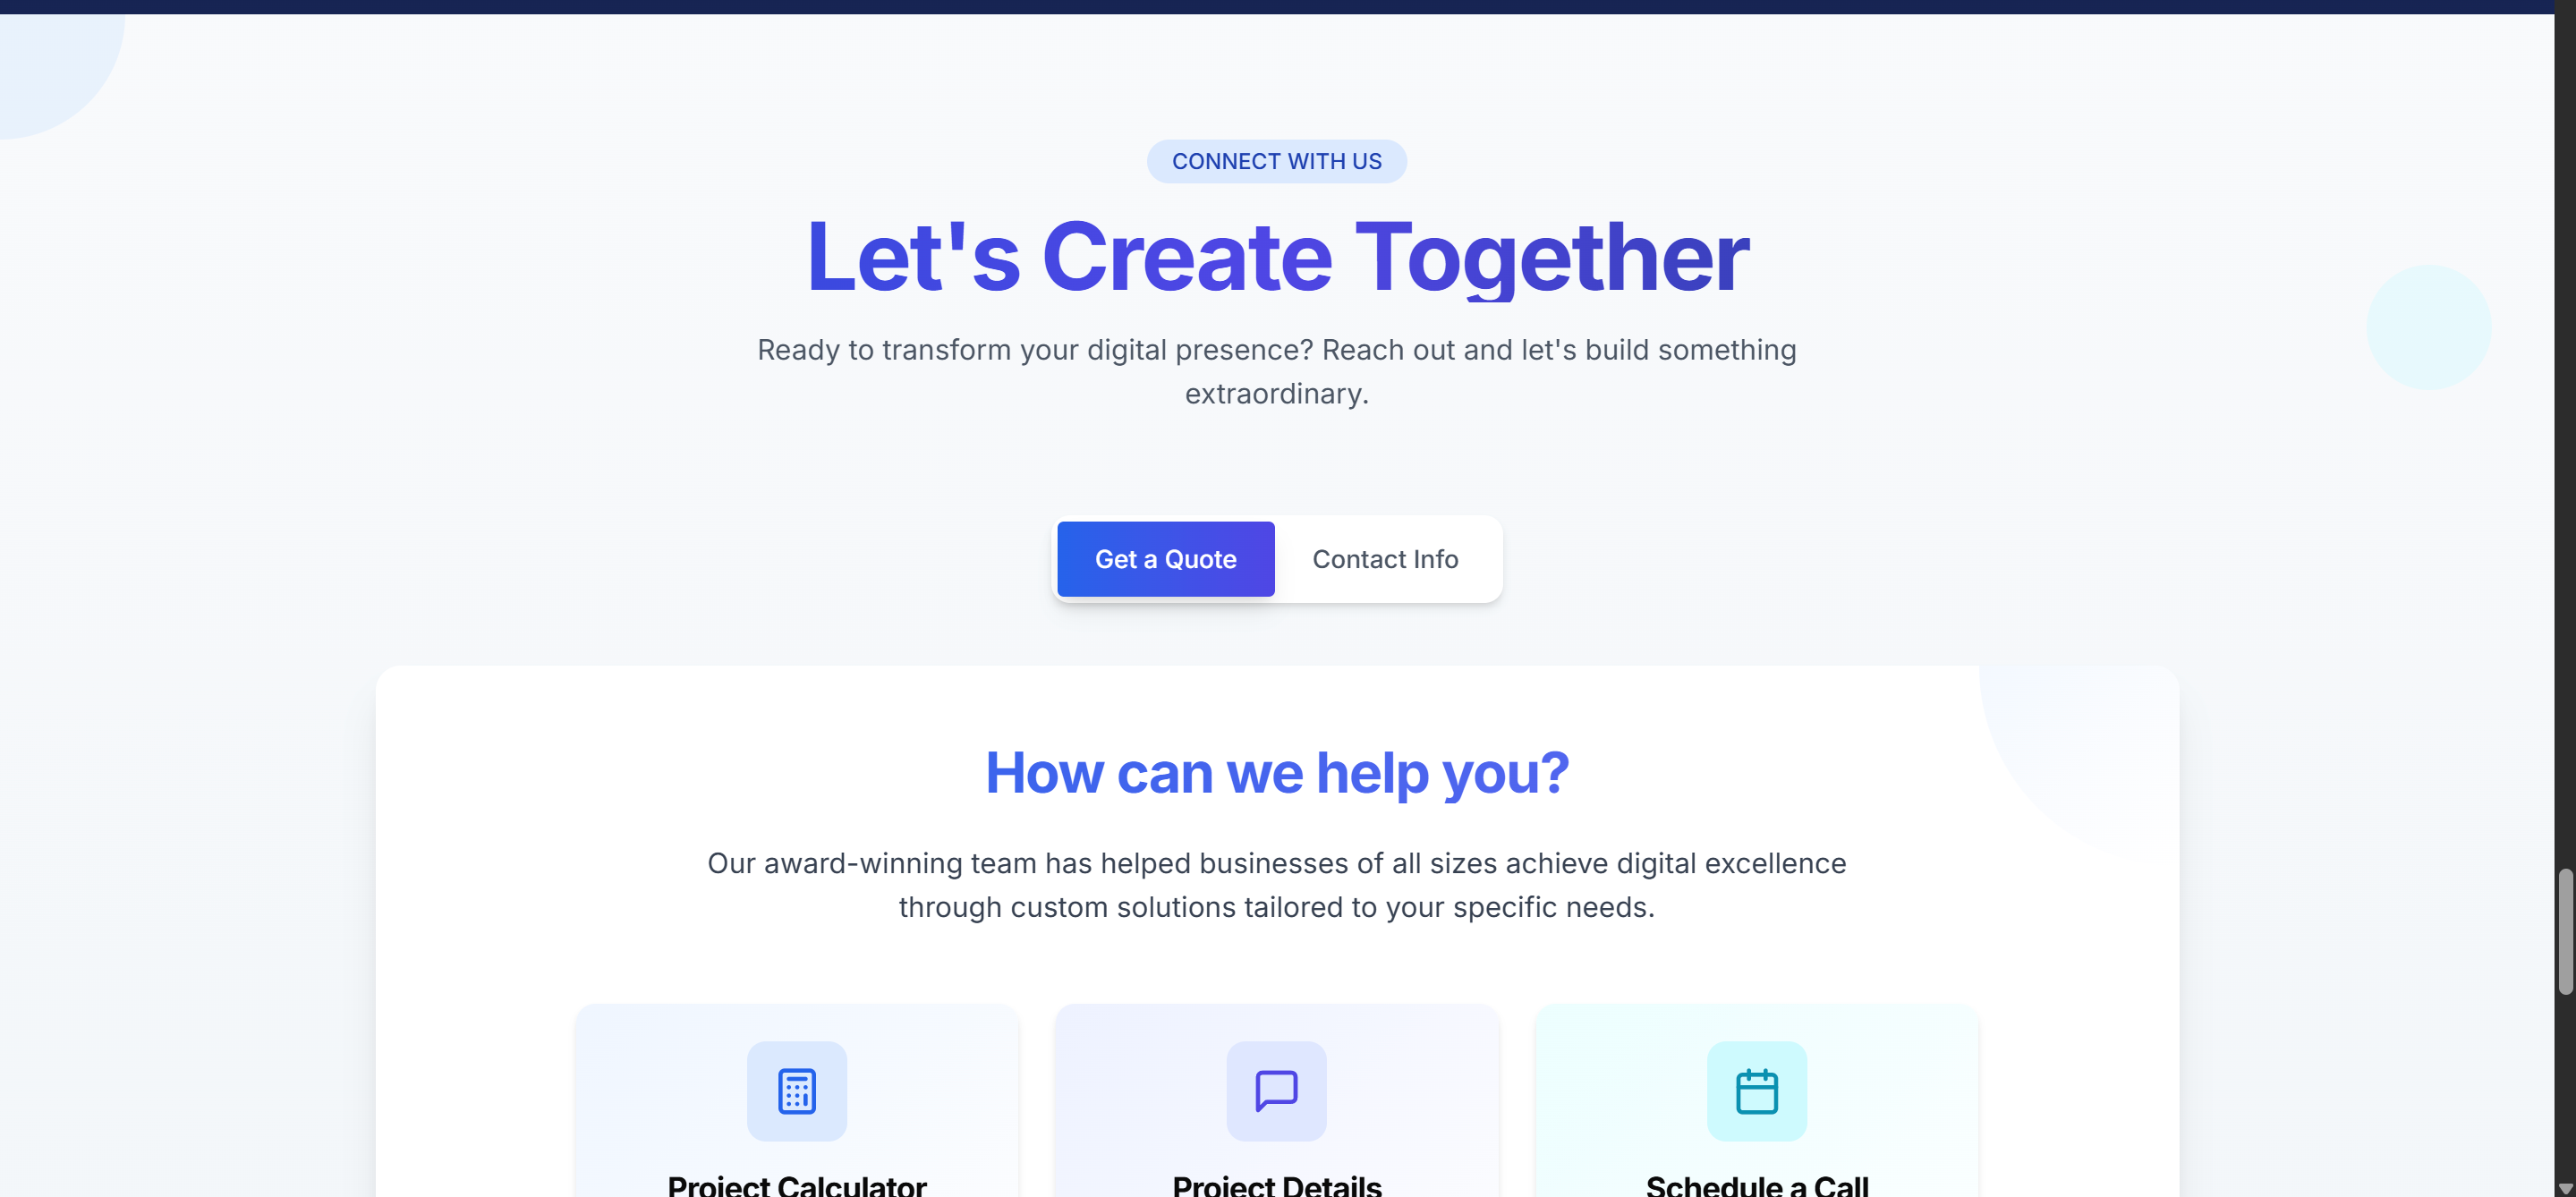 CONNECT WITH US
Let's Create Together
Ready to transform your digital presence? Reach out and let's build something
extraordinary.
Get a Quote
Contact Info
How can we help you?
Our award-winning team has helped businesses of all sizes achieve digital excellence
through custom solutions tailored to your specific needs.
Project Calculator
Project Details
Schedule a Call